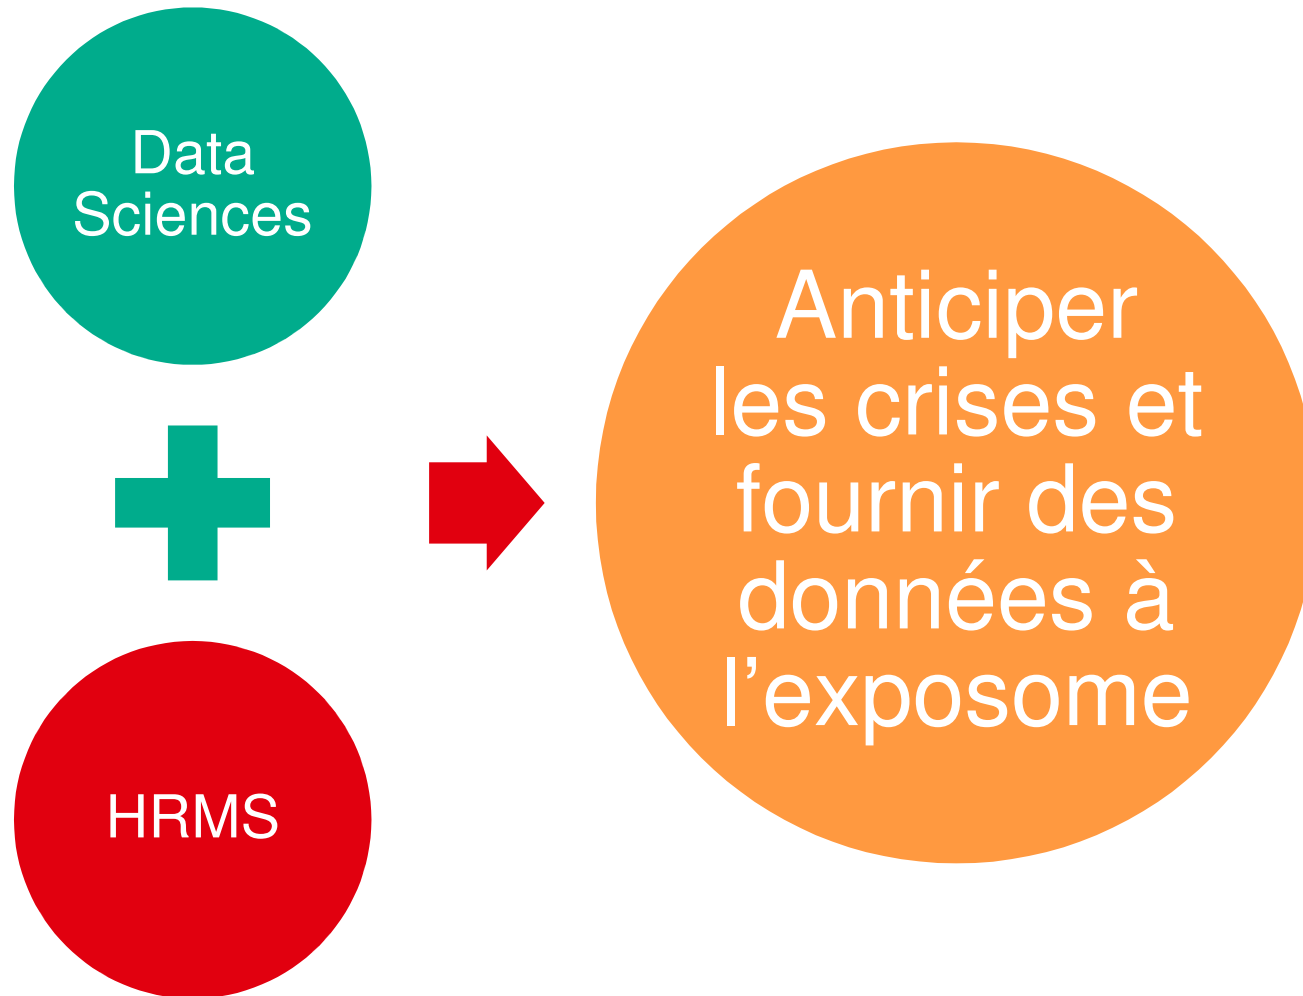 Data
Sciences
HRMS
Anticiper
les crises et
fournir des
données à
l’exposome